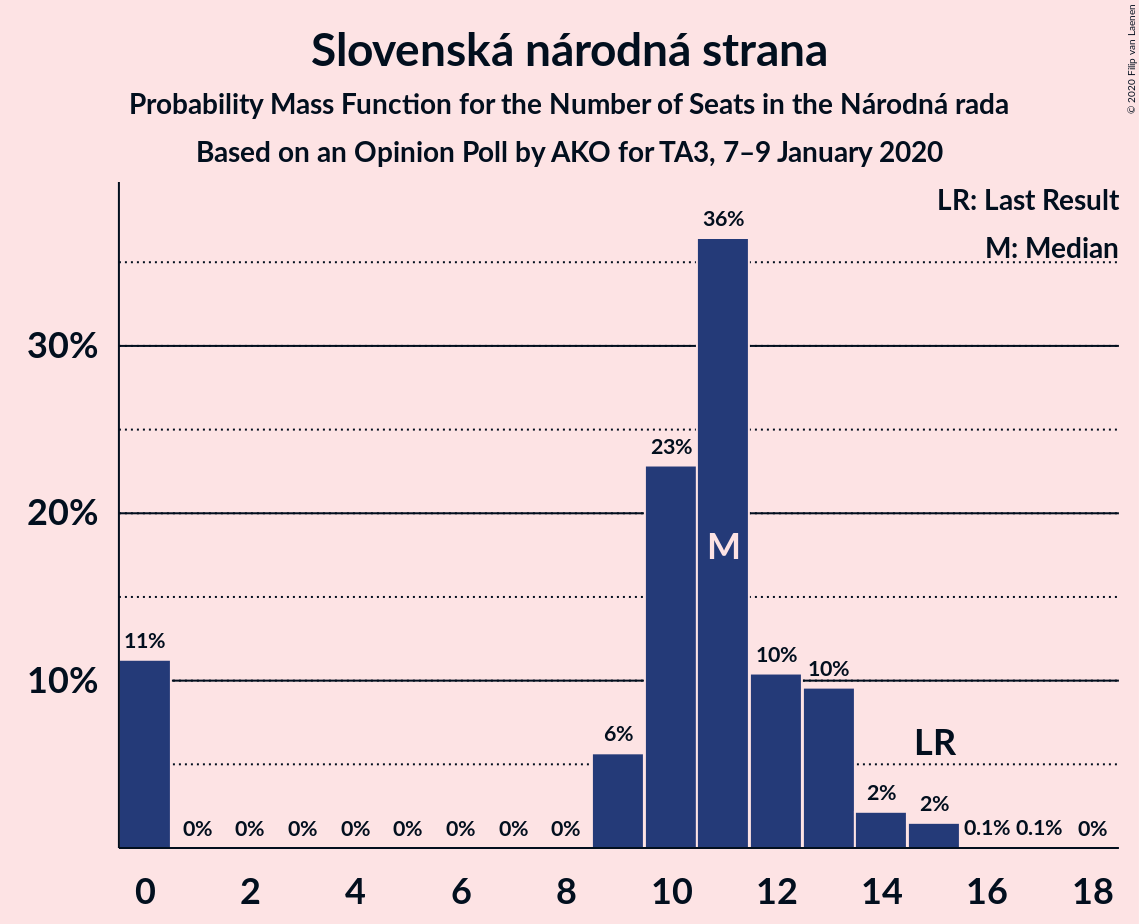 Slovenská národná strana
Probability Mass Function for the Number of Seats in the Národná rada
Based on an Opinion Poll by AKO for TA3, 7–9 January 2020
© 2020 Filip van Laenen
LR: Last Result
M: Median
36%
30%
23%
20%
M
11%
10%
10%
10%
6%
LR
2%
2%
0% 0% 0% 0% 0% 0% 0% 0% 0.1% 0.1% 0%
0 2 4 6 8 10 12 14 16 18